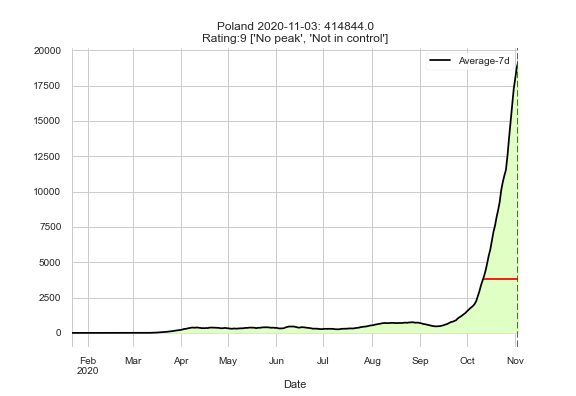 Poland 2020-11-03: 414844.0
Rating:9 ['No peak', 'Not in control']
20000
17500
15000
12500
10000
7500
5000
2500
0
Average-7d
Feb Mar Apr May Jun Jul Aug Sep Oct Nov
2020
Date